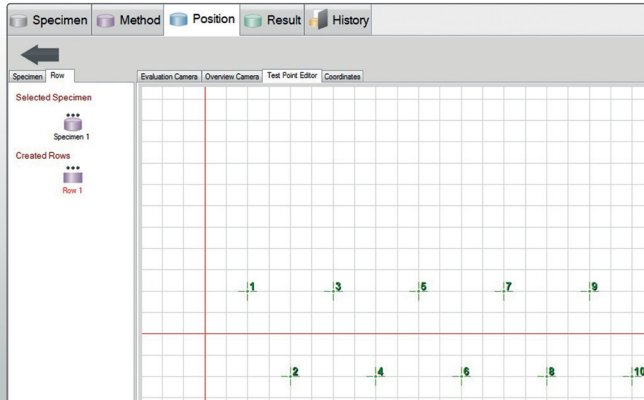 Specimen Method Position Result History
Specimen Row
Evaluation Camera Overview Camera Test Point Editor Coordinates
Selected Specimen
Specimen 1
Created Rows
Row 1
1 3 5 7 9
2 4 6 8 10